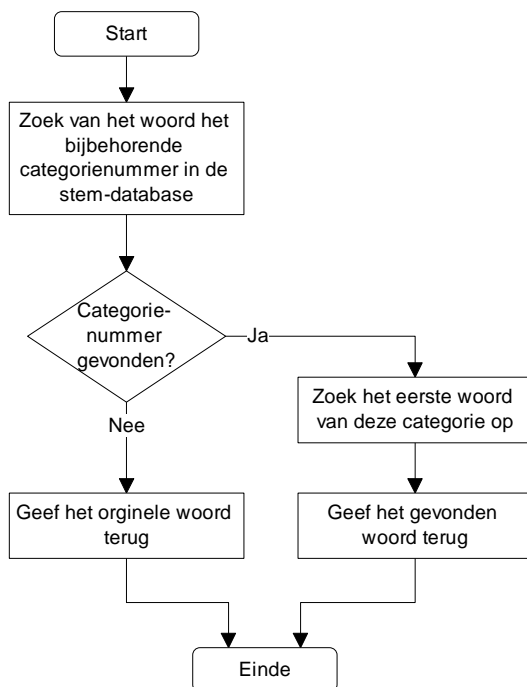 Start
Zoek van het woord het
bijbehorende
categorienummer in de
stem-database
Categorie-
nummer
gevonden?
Ja
Nee
Zoek het eerste woord
van deze categorie op
Geef het orginele woord
terug
Geef het gevonden
woord terug
Einde